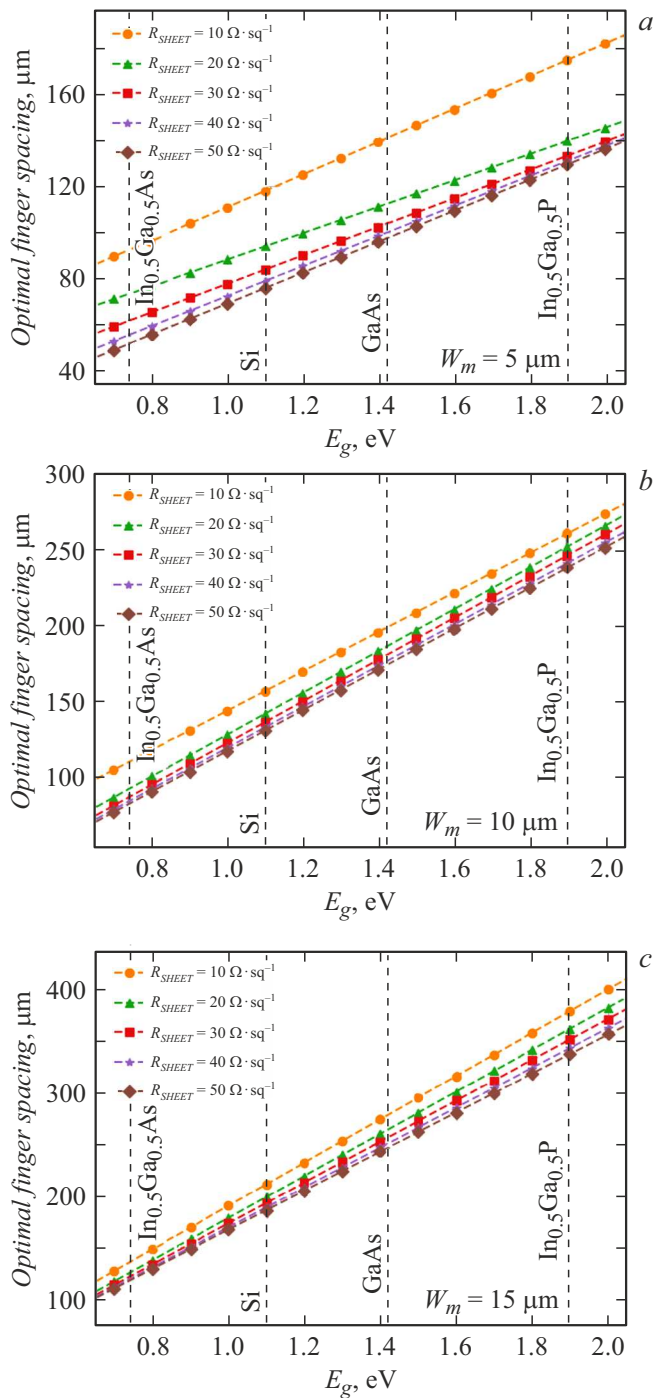 a
R_SHEET = 10 Ω·sq⁻¹
R_SHEET = 20 Ω·sq⁻¹
R_SHEET = 30 Ω·sq⁻¹
R_SHEET = 40 Ω·sq⁻¹
R_SHEET = 50 Ω·sq⁻¹
Optimal finger spacing, μm
160
120
80
40
In₀.₅Ga₀.₅As
Si
GaAs
In₀.₅Ga₀.₅P
W_m = 5 μm
0.8 1.0 1.2 1.4 1.6 1.8 2.0
E_g, eV
b
R_SHEET = 10 Ω·sq⁻¹
R_SHEET = 20 Ω·sq⁻¹
R_SHEET = 30 Ω·sq⁻¹
R_SHEET = 40 Ω·sq⁻¹
R_SHEET = 50 Ω·sq⁻¹
Optimal finger spacing, μm
300
250
200
150
100
In₀.₅Ga₀.₅As
Si
GaAs
In₀.₅Ga₀.₅P
W_m = 10 μm
0.8 1.0 1.2 1.4 1.6 1.8 2.0
E_g, eV
c
R_SHEET = 10 Ω·sq⁻¹
R_SHEET = 20 Ω·sq⁻¹
R_SHEET = 30 Ω·sq⁻¹
R_SHEET = 40 Ω·sq⁻¹
R_SHEET = 50 Ω·sq⁻¹
Optimal finger spacing, μm
400
300
200
100
In₀.₅Ga₀.₅As
Si
GaAs
In₀.₅Ga₀.₅P
W_m = 15 μm
0.8 1.0 1.2 1.4 1.6 1.8 2.0
E_g, eV